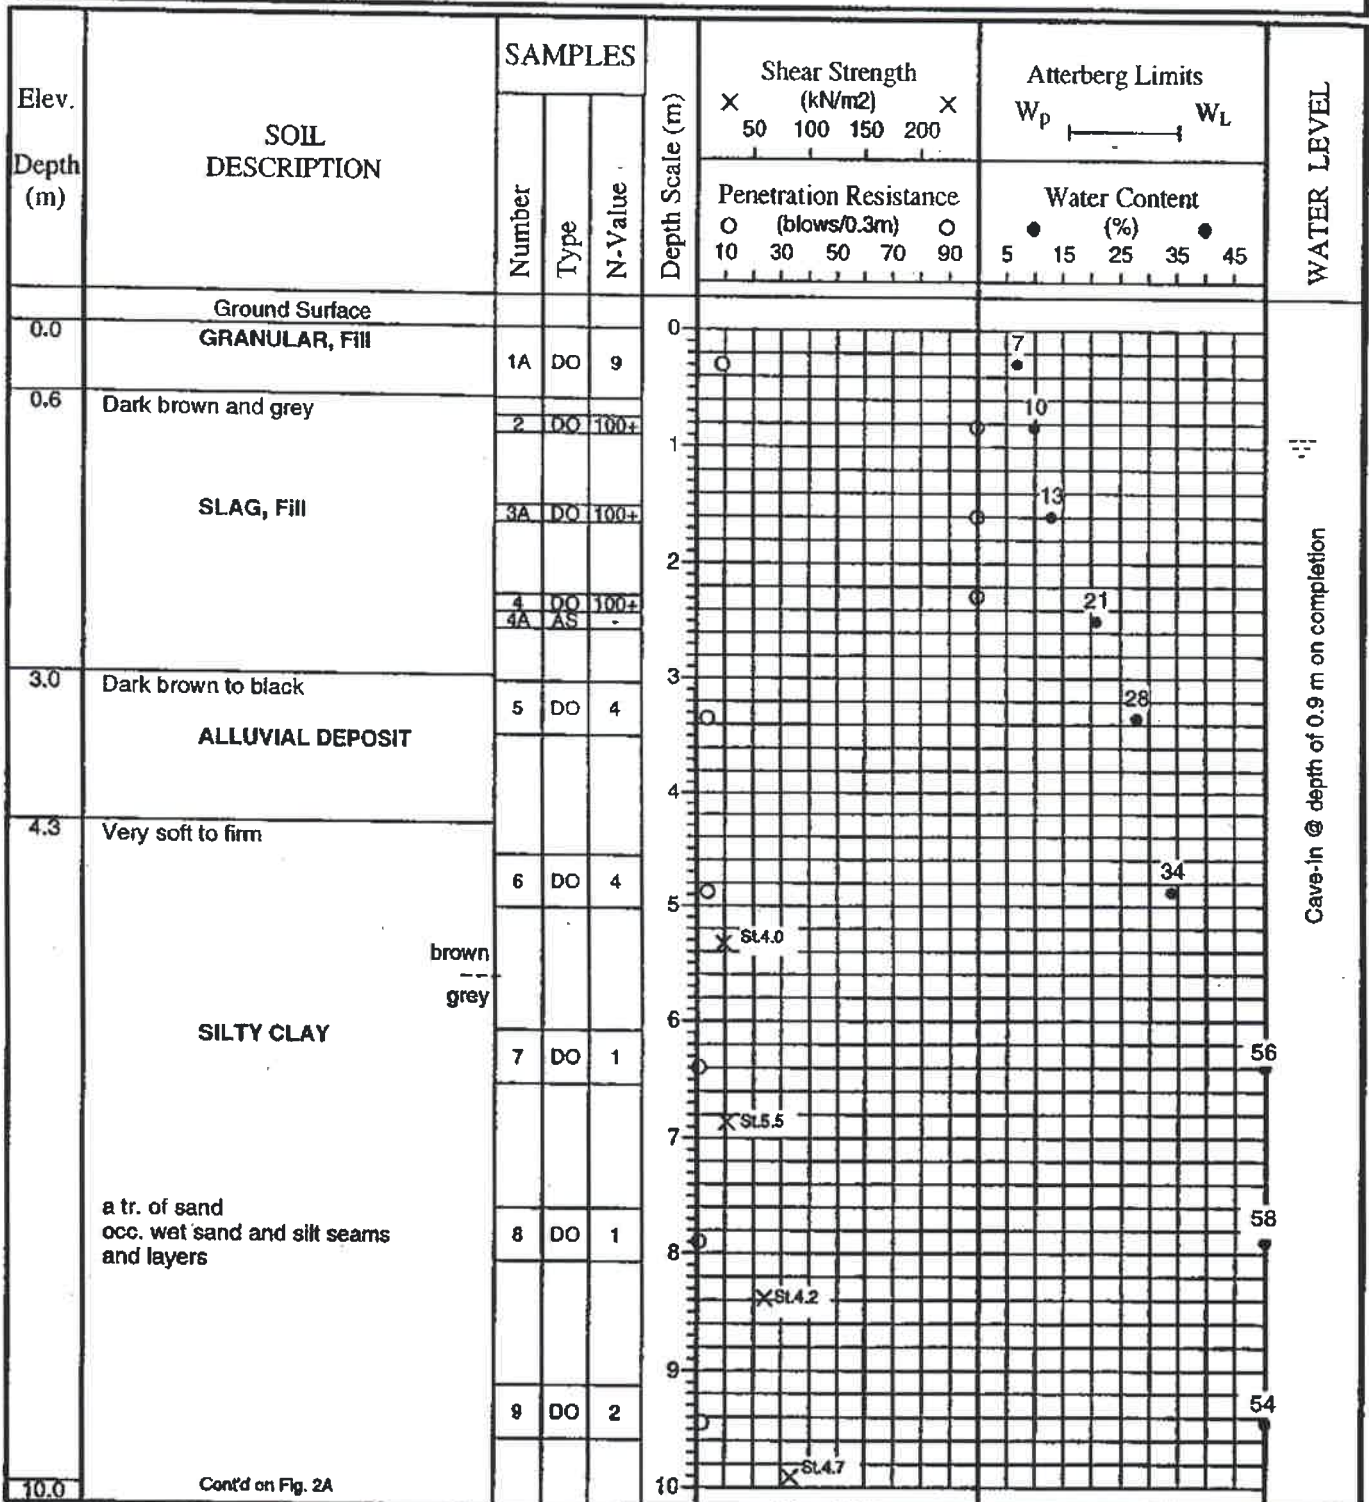 SAMPLES
Elev.
Depth
(m)
SOIL
DESCRIPTION
Number
Type
N-Value
Depth Scale (m)
Shear Strength
× (kN/m2) ×
50 100 150 200
Penetration Resistance
O (blows/0.3m) O
10 30 50 70 90
Atterberg Limits
Wp WL
Water Content
● (%) ●
5 15 25 35 45
WATER LEVEL
Ground Surface
0.0
GRANULAR, Fill
1A DO 9
0
7
0.6
Dark brown and grey
10
2 DO 100+
1
SLAG, Fill
13
3A DO 100+
2
4 DO 100+
21
4A AS -
3.0
Dark brown to black
3
28
5 DO 4
ALLUVIAL DEPOSIT
4
4.3
Very soft to firm
34
6 DO 4
5
St.4.0
brown
grey
6
SILTY CLAY
7 DO 1
56
St.5.5
7
a tr. of sand
occ. wet sand and silt seams
and layers
58
8 DO 1
8
St.4.2
9
54
9 DO 2
St.4.7
10.0
Cont'd on Fig. 2A
10
Cave-in @ depth of 0.9 m on completion